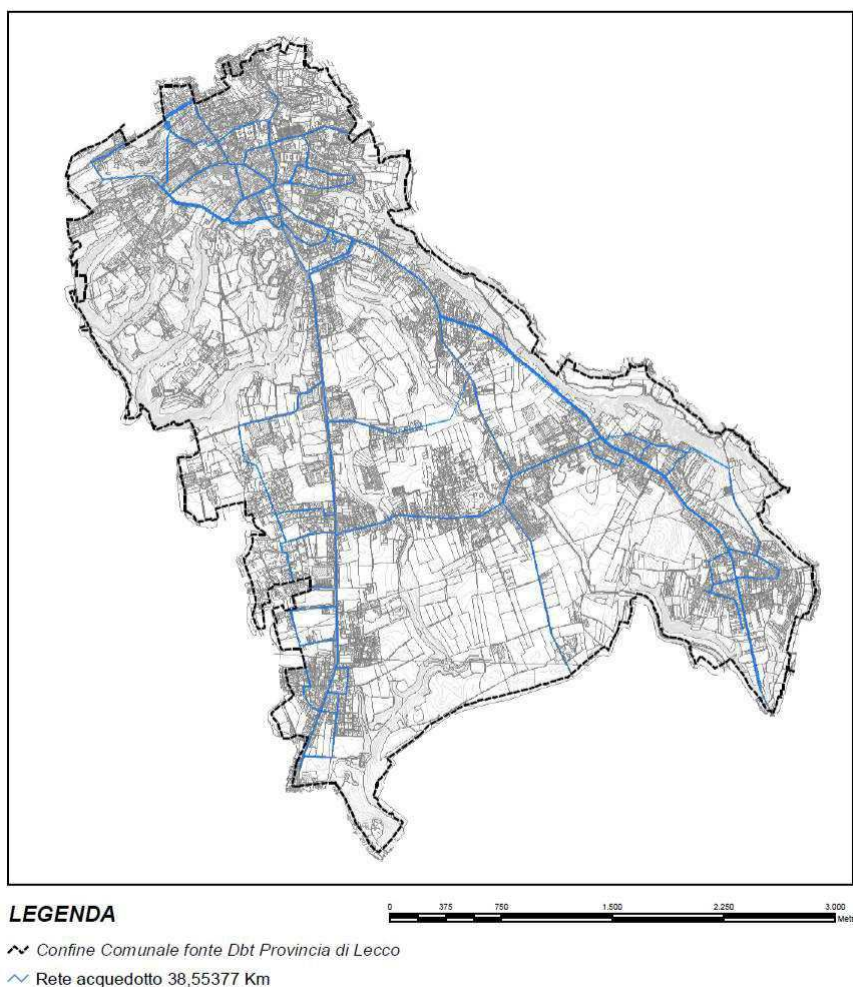 LEGENDA
0 375 750 1.500 2.250 3.000
Metri
Confine Comunale fonte Dbt Provincia di Lecco
Rete acquedotto 38,55377 Km